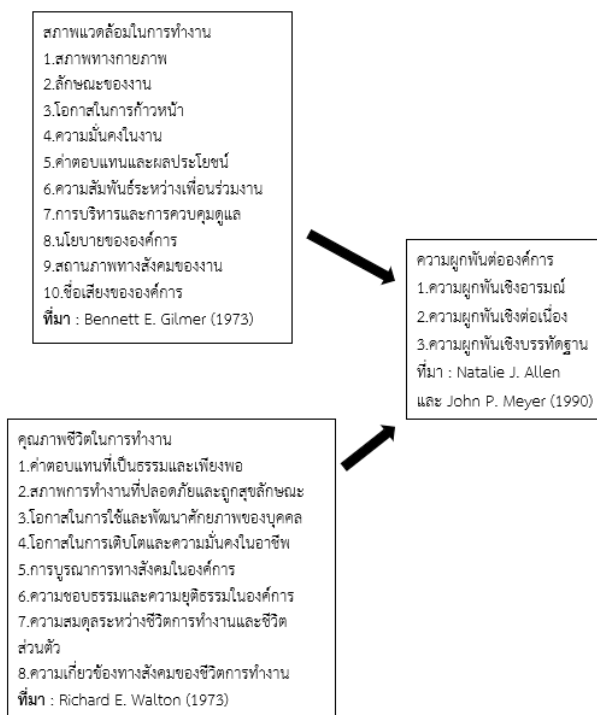 สภาพแวดล้อมในการทำงาน
1.สภาพทางกายภาพ
2.ลักษณะของงาน
3.โอกาสในการก้าวหน้า
4.ความมั่นคงในงาน
5.ค่าตอบแทนและผลประโยชน์
6.ความสัมพันธ์ระหว่างเพื่อนร่วมงาน
7.การบริหารและการควบคุมดูแล
8.นโยบายขององค์การ
9.สถานภาพทางสังคมของงาน
10.ชื่อเสียงขององค์การ
ที่มา : Bennett E. Gilmer (1973)
ความผูกพันต่อองค์การ
1.ความผูกพันเชิงอารมณ์
2.ความผูกพันเชิงต่อเนื่อง
3.ความผูกพันเชิงบรรทัดฐาน
ที่มา : Natalie J. Allen
และ John P. Meyer (1990)
คุณภาพชีวิตในการทำงาน
1.ค่าตอบแทนที่เป็นธรรมและเพียงพอ
2.สภาพการทำงานที่ปลอดภัยและถูกสุขลักษณะ
3.โอกาสในการใช้และพัฒนาศักยภาพของบุคคล
4.โอกาสในการเติบโตและความมั่นคงในอาชีพ
5.การบูรณาการทางสังคมในองค์การ
6.ความชอบธรรมและความยุติธรรมในองค์การ
7.ความสมดุลระหว่างชีวิตการทำงานและชีวิต
ส่วนตัว
8.ความเกี่ยวข้องทางสังคมของชีวิตการทำงาน
ที่มา : Richard E. Walton (1973)